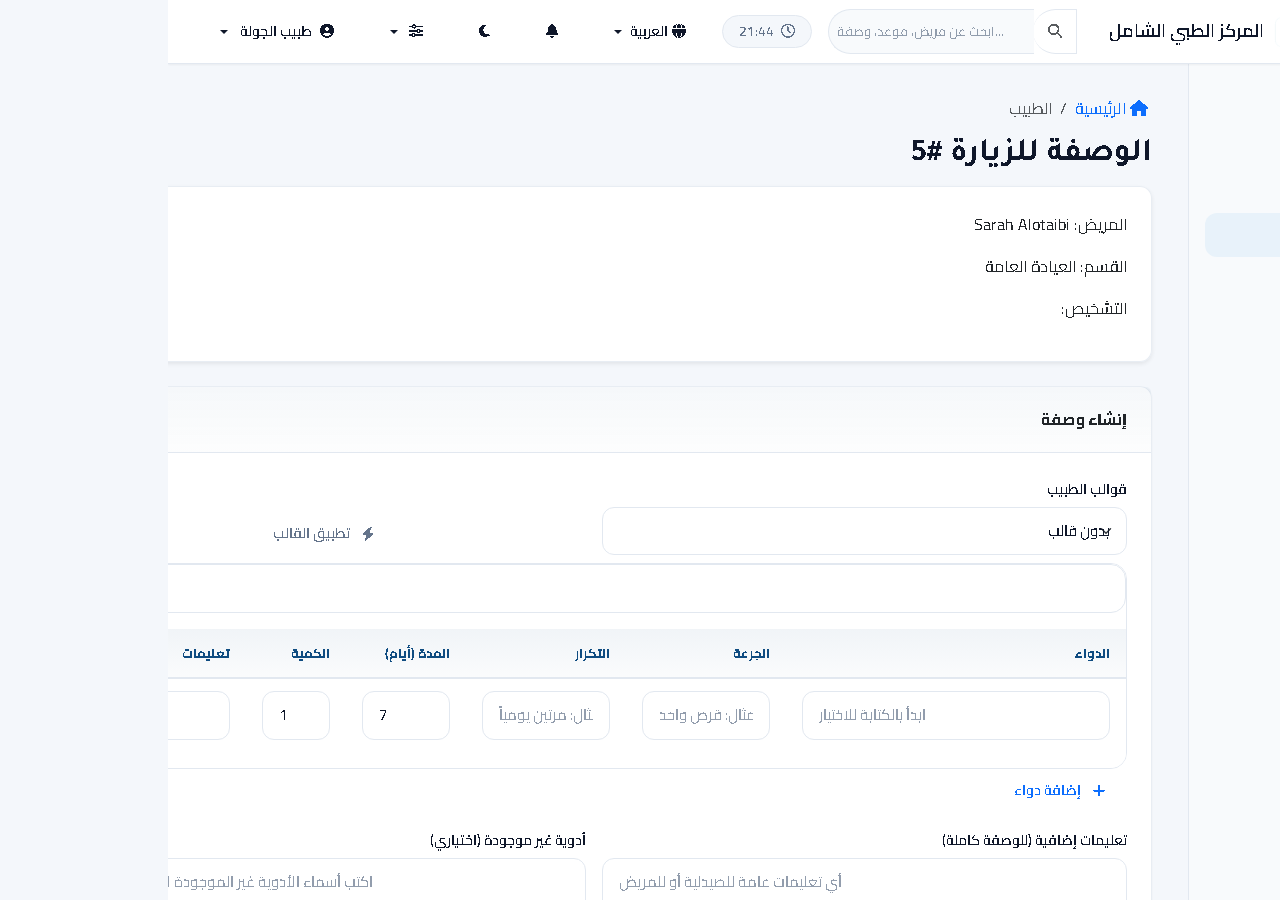 المركز الطبي الشامل
ابحث عن مريض، موعد، وصفة...
21:44
العربية
طبيب الجولة
الرئيسية / الطبيب
الوصفة للزيارة #5
المريض: Sarah Alotaibi
القسم: العيادة العامة
التشخيص:
إنشاء وصفة
قوالب الطبيب
بدون قالب
تطبيق القالب
الدواء الجرعة التكرار المدة (أيام) الكمية تعليمات
ابدأ بالكتابة للاختيار
مثال: قرص واحد
مثال: مرتين يومياً
7
1
إضافة دواء
تعليمات إضافية (للوصفة كاملة)
أدوية غير موجودة (اختياري)
أي تعليمات عامة للصيدلية أو للمريض
اكتب أسماء الأدوية غير الموجودة